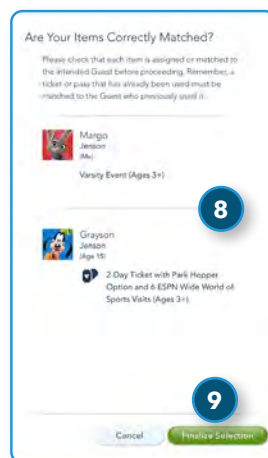 Are Your Items Correctly Matched?
Please check that each item is assigned or matched to
the intended Guest before proceeding. Remember, a
ticket or pass that has already been used must be
matched to the Guest who previously used it.
Margo
Jenson
(Me)
Varsity Event (Ages 3+)
8
Grayson
Jenson
(Age 15)
2-Day Ticket with Park Hopper
Option and 6 ESPN Wide World of
Sports Visits (Ages 3+)
9
Cancel
Finalize Selection